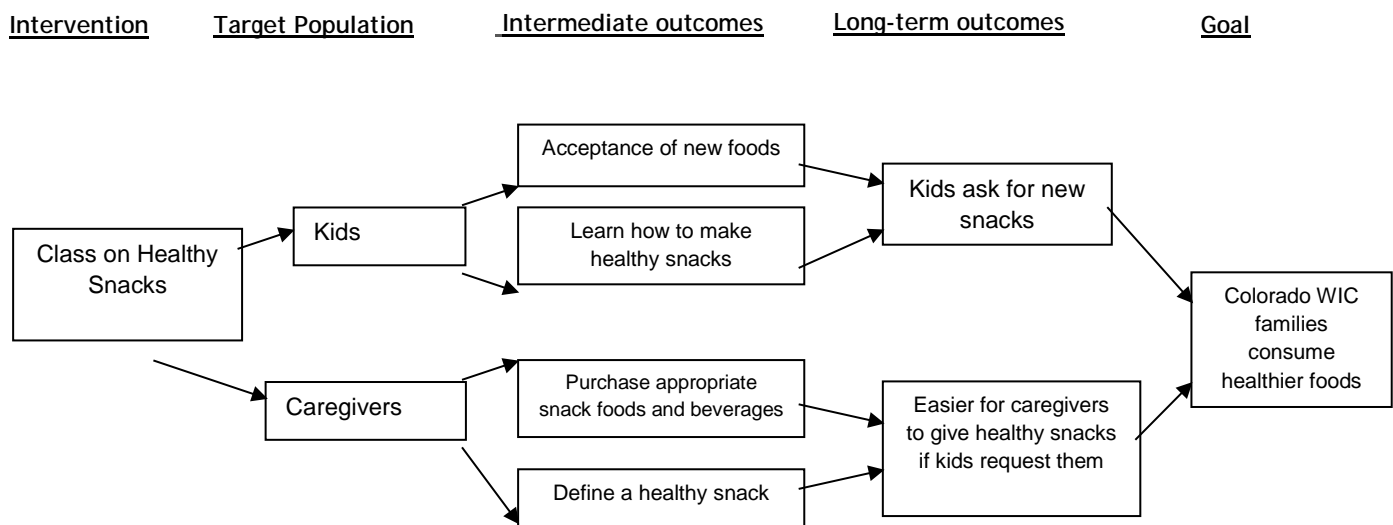 Intervention Target Population Intermediate outcomes Long-term outcomes Goal
Class on Healthy
Snacks
Kids
Caregivers
Acceptance of new foods
Learn how to make
healthy snacks
Purchase appropriate
snack foods and beverages
Define a healthy snack
Kids ask for new
snacks
Easier for caregivers
to give healthy snacks
if kids request them
Colorado WIC
families
consume
healthier foods